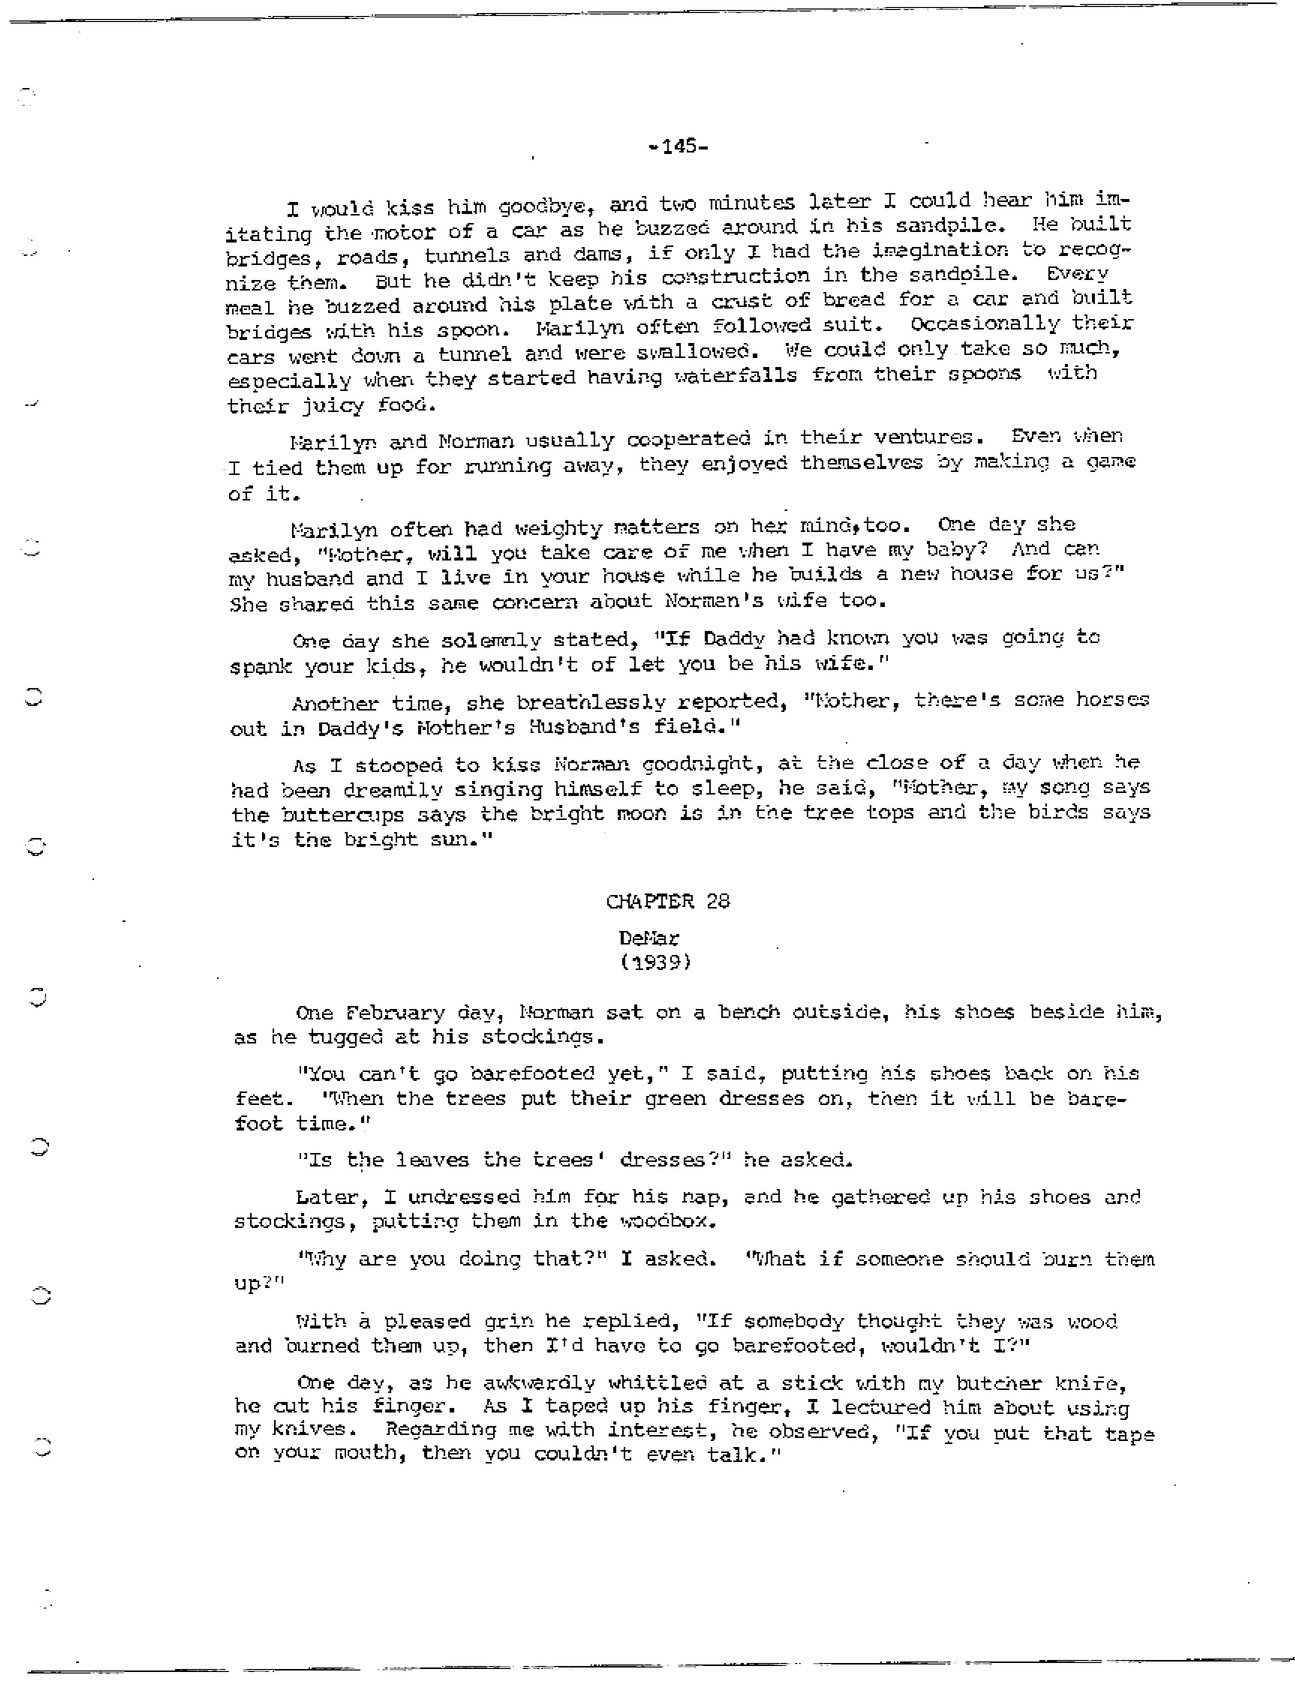 -145-
I would kiss him goodbye, and two minutes later I could hear him im-
itating the motor of a car as he buzzed around in his sandpile. He built
bridges, roads, tunnels and dams, if only I had the imagination to recog-
nize them. But he didn't keep his construction in the sandpile. Every
meal he buzzed around his plate with a crust of bread for a car and built
bridges with his spoon. Marilyn often followed suit. Occasionally their
cars went down a tunnel and were swallowed. We could only take so much,
especially when they started having waterfalls from their spoons with
their juicy food.
Marilyn and Norman usually cooperated in their ventures. Even when
I tied them up for running away, they enjoyed themselves by making a game
of it.
Marilyn often had weighty matters on her mind,too. One day she
asked, "Mother, will you take care of me when I have my baby? And can
my husband and I live in your house while he builds a new house for us?"
She shared this same concern about Norman's wife too.
One day she solemnly stated, "If Daddy had known you was going to
spank your kids, he wouldn't of let you be his wife."
Another time, she breathlessly reported, "Mother, there's some horses
out in Daddy's Mother's Husband's field."
As I stooped to kiss Norman goodnight, at the close of a day when he
had been dreamily singing himself to sleep, he said, "Mother, my song says
the buttercups says the bright moon is in the tree tops and the birds says
it's the bright sun."
CHAPTER 28
DeMar
(1939)
One February day, Norman sat on a bench outside, his shoes beside him,
as he tugged at his stockings.
"You can't go barefooted yet," I said, putting his shoes back on his
feet. "When the trees put their green dresses on, then it will be bare-
foot time."
"Is the leaves the trees' dresses?" he asked.
Later, I undressed him for his nap, and he gathered up his shoes and
stockings, putting them in the woodbox.
"Why are you doing that?" I asked. "What if someone should burn them
up?"
With a pleased grin he replied, "If somebody thought they was wood
and burned them up, then I'd have to go barefooted, wouldn't I?"
One day, as he awkwardly whittled at a stick with my butcher knife,
he cut his finger. As I taped up his finger, I lectured him about using
my knives. Regarding me with interest, he observed, "If you put that tape
on your mouth, then you couldn't even talk."